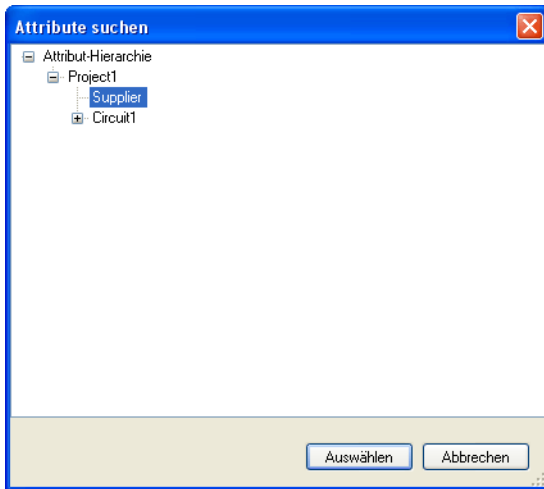 Attribute suchen
Attribut-Hierarchie
Project1
Supplier
Circuit1
Auswählen Abbrechen